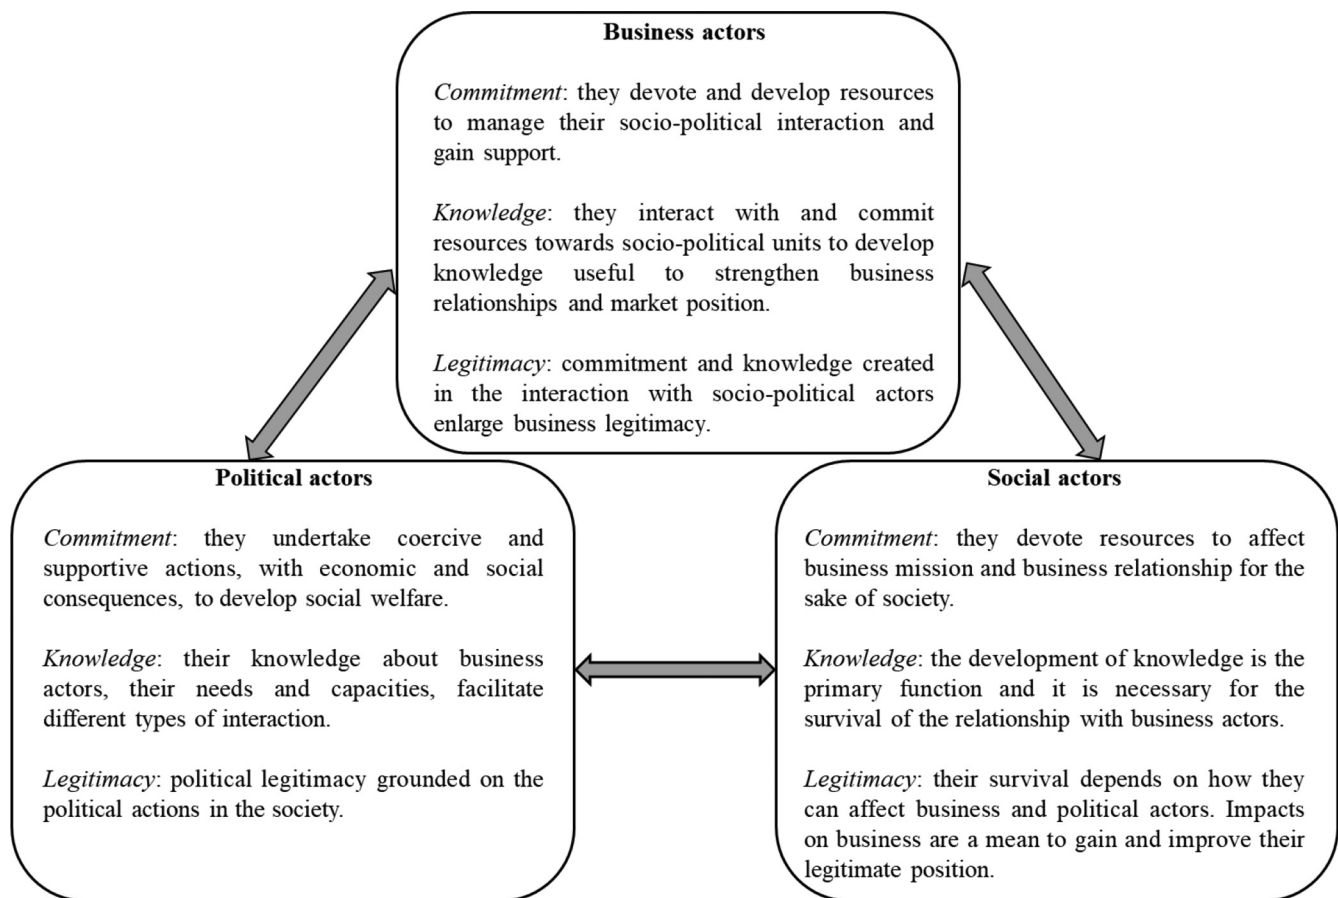 Business actors
Commitment: they devote and develop resources
to manage their socio-political interaction and
gain support.
Knowledge: they interact with and commit
resources towards socio-political units to develop
knowledge useful to strengthen business
relationships and market position.
Legitimacy: commitment and knowledge created
in the interaction with socio-political actors
enlarge business legitimacy.
Political actors
Commitment: they undertake coercive and
supportive actions, with economic and social
consequences, to develop social welfare.
Knowledge: their knowledge about business
actors, their needs and capacities, facilitate
different types of interaction.
Legitimacy: political legitimacy grounded on the
political actions in the society.
Social actors
Commitment: they devote resources to affect
business mission and business relationship for the
sake of society.
Knowledge: the development of knowledge is the
primary function and it is necessary for the
survival of the relationship with business actors.
Legitimacy: their survival depends on how they
can affect business and political actors. Impacts
on business are a mean to gain and improve their
legitimate position.